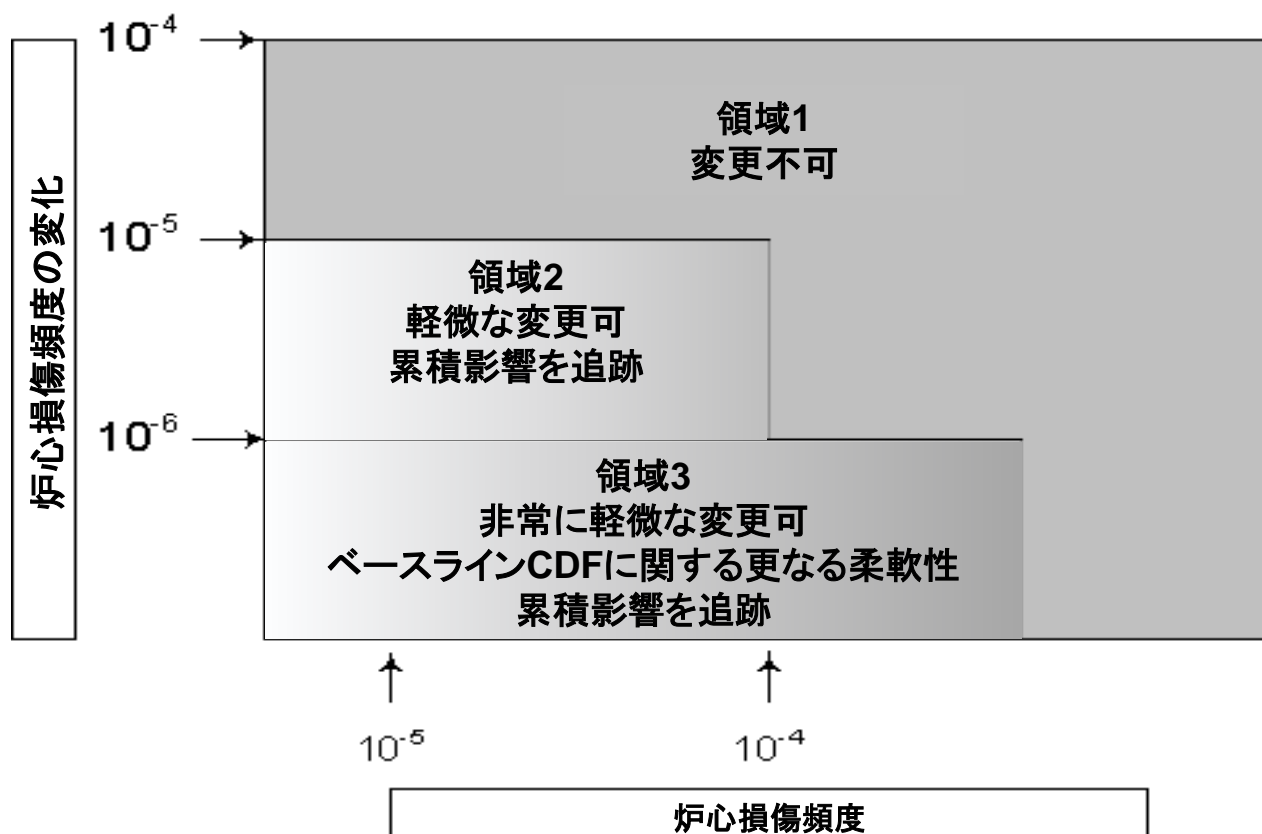 10-4
領域1
変更不可
炉心損傷頻度の変化
10-5
領域2
軽微な変更可
累積影響を追跡
10-6
領域3
非常に軽微な変更可
ベースラインCDFに関する更なる柔軟性
累積影響を追跡
10-5
10-4
炉心損傷頻度